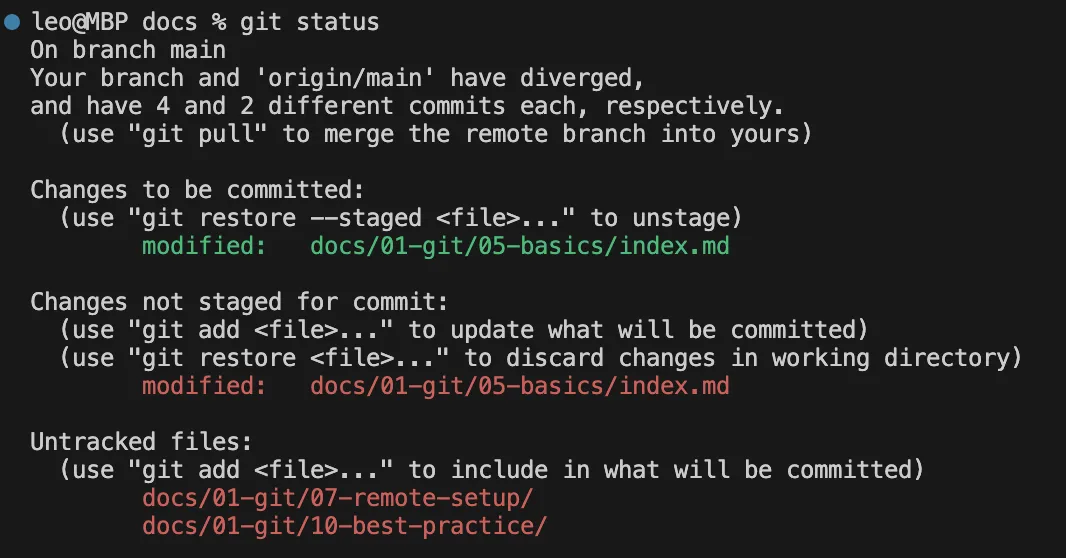 leo@MBP docs % git status
On branch main
Your branch and 'origin/main' have diverged,
and have 4 and 2 different commits each, respectively.
  (use "git pull" to merge the remote branch into yours)

Changes to be committed:
  (use "git restore --staged <file>..." to unstage)
        modified:   docs/01-git/05-basics/index.md

Changes not staged for commit:
  (use "git add <file>..." to update what will be committed)
  (use "git restore <file>..." to discard changes in working directory)
        modified:   docs/01-git/05-basics/index.md

Untracked files:
  (use "git add <file>..." to include in what will be committed)
        docs/01-git/07-remote-setup/
        docs/01-git/10-best-practice/